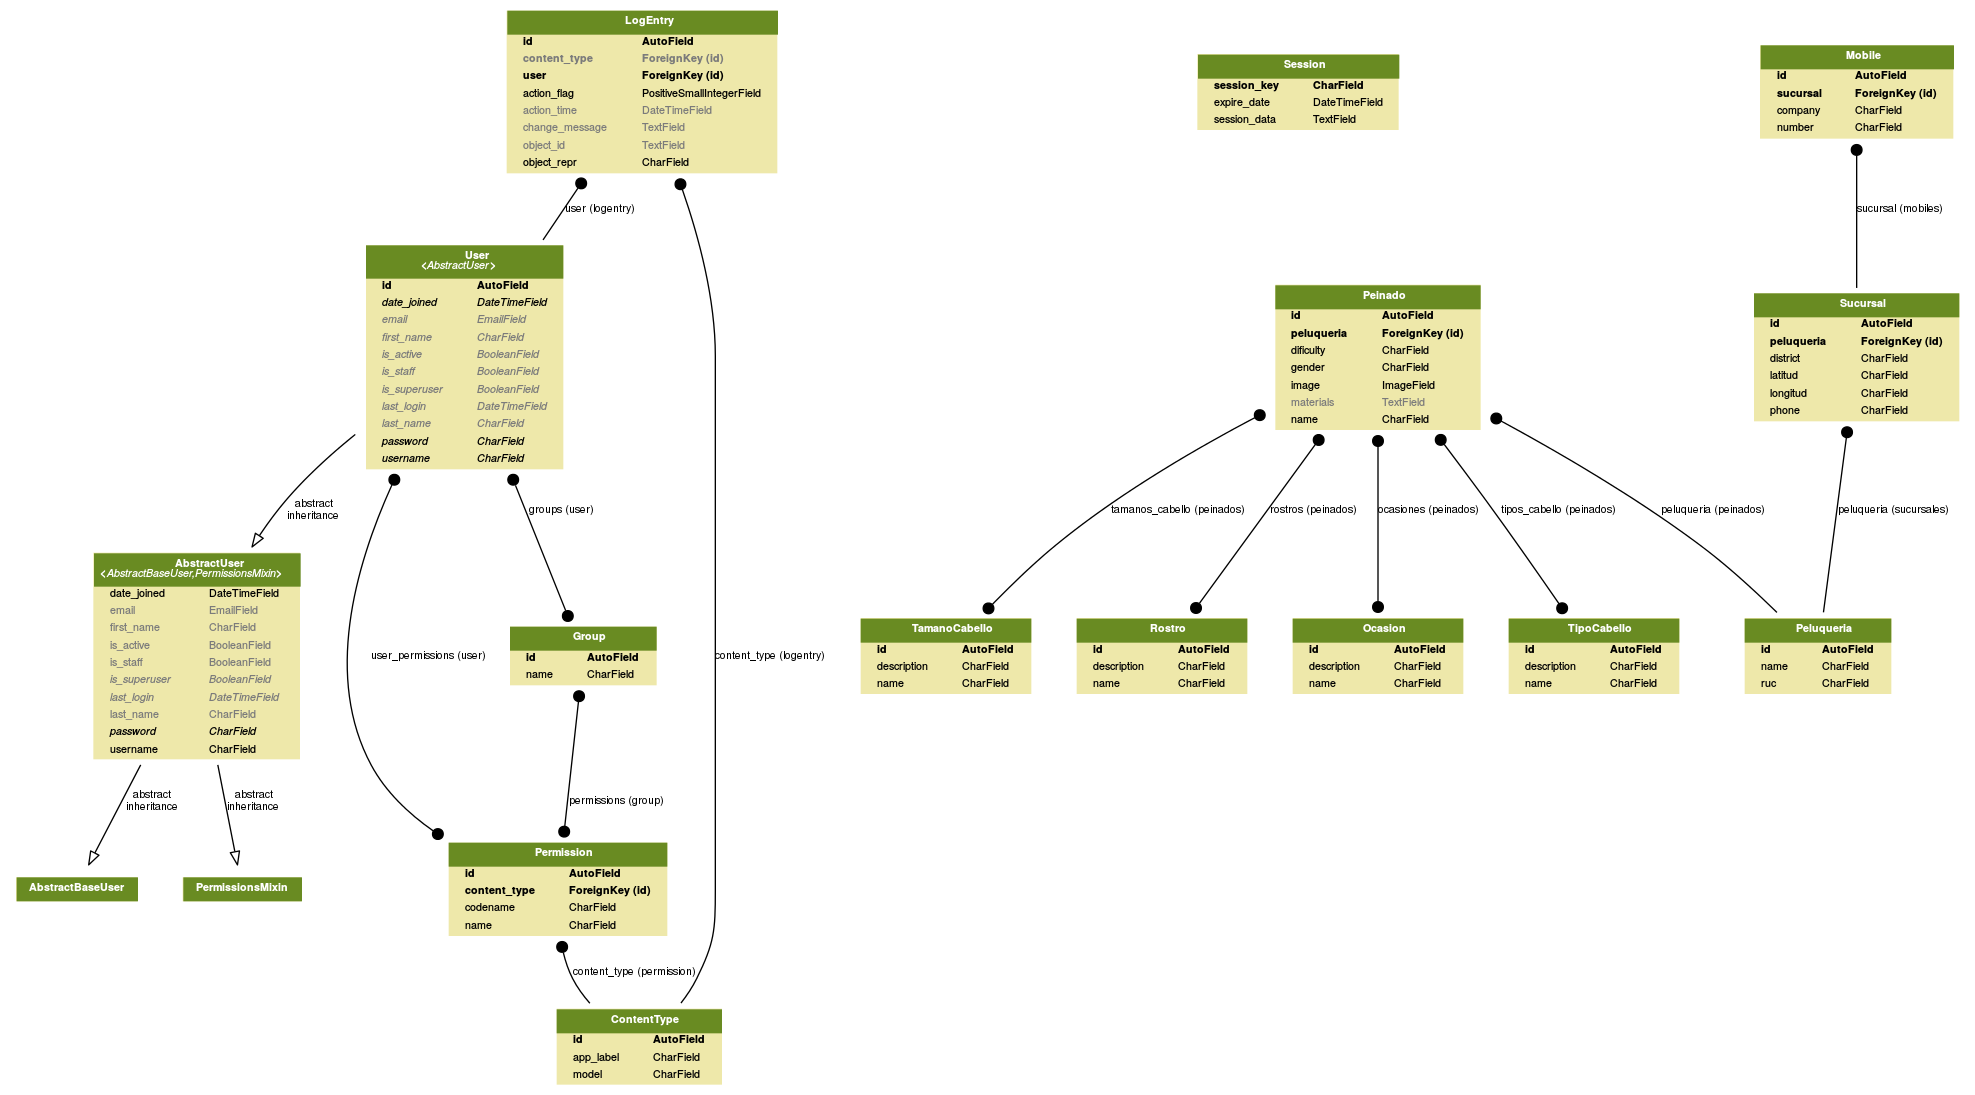 LogEntry
id AutoField
content_type ForeignKey (id)
user ForeignKey (id)
action_flag PositiveSmallIntegerField
action_time DateTimeField
change_message TextField
object_id TextField
object_repr CharField
user (logentry)
User
<AbstractUser>
id AutoField
date_joined DateTimeField
email EmailField
first_name CharField
is_active BooleanField
is_staff BooleanField
is_superuser BooleanField
last_login DateTimeField
last_name CharField
password CharField
username CharField
abstract
inheritance
groups (user)
AbstractUser
<AbstractBaseUser,PermissionsMixin>
date_joined DateTimeField
email EmailField
first_name CharField
is_active BooleanField
is_staff BooleanField
is_superuser BooleanField
last_login DateTimeField
last_name CharField
password CharField
username CharField
user_permissions (user)
Group
id AutoField
name CharField
content_type (logentry)
abstract
inheritance
abstract
inheritance
permissions (group)
AbstractBaseUser
PermissionsMixin
Permission
id AutoField
content_type ForeignKey (id)
codename CharField
name CharField
content_type (permission)
ContentType
id AutoField
app_label CharField
model CharField
Session
session_key CharField
expire_date DateTimeField
session_data TextField
Mobile
id AutoField
sucursal ForeignKey (id)
company CharField
number CharField
sucursal (mobiles)
Peinado
id AutoField
peluqueria ForeignKey (id)
dificulty CharField
gender CharField
image ImageField
materials TextField
name CharField
Sucursal
id AutoField
peluqueria ForeignKey (id)
district CharField
latitud CharField
longitud CharField
phone CharField
tamanos_cabello (peinados)
rostros (peinados)
ocasiones (peinados)
tipos_cabello (peinados)
peluqueria (peinados)
peluqueria (sucursales)
TamanoCabello
id AutoField
description CharField
name CharField
Rostro
id AutoField
description CharField
name CharField
Ocasion
id AutoField
description CharField
name CharField
TipoCabello
id AutoField
description CharField
name CharField
Peluqueria
id AutoField
name CharField
ruc CharField